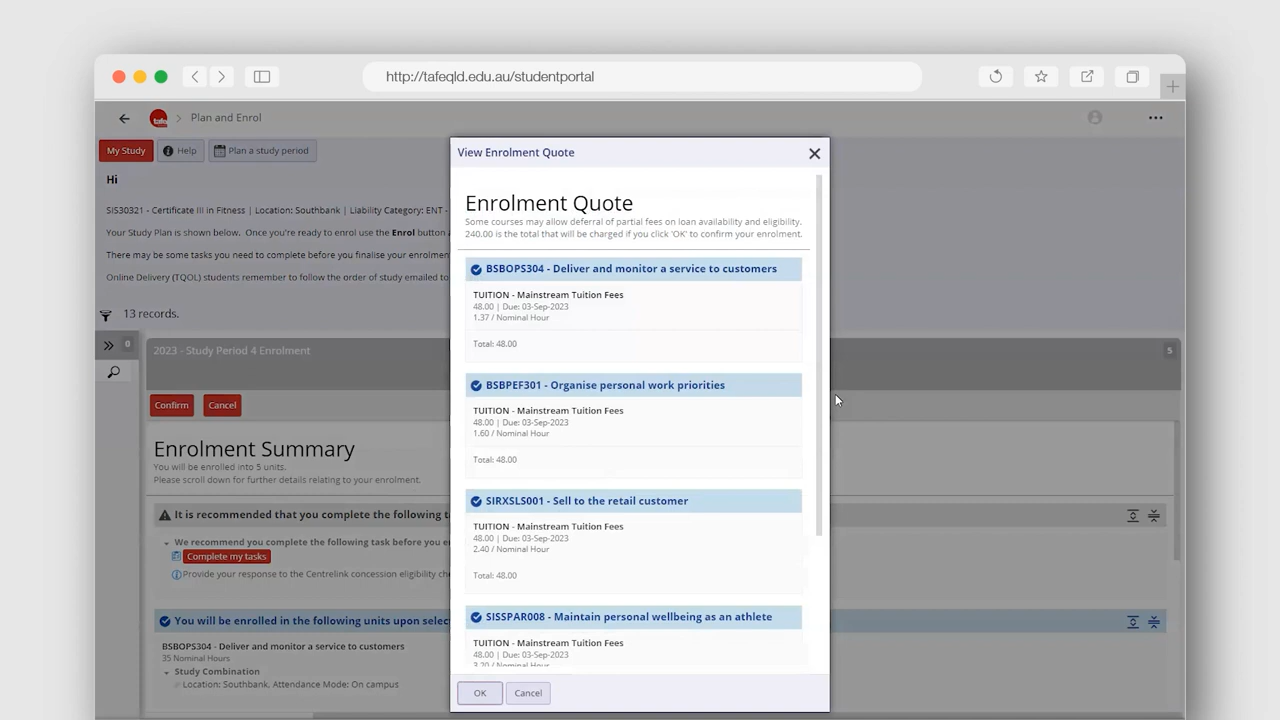 http://tafeqld.edu.au/studentportal
tafe
Plan and Enrol
My Study
Help
Plan a study period
Hi
SIS30321 - Certificate III in Fitness | Location: Southbank | Liability Category: ENT -
Your Study Plan is shown below. Once you're ready to enrol use the Enrol button
There may be some tasks you need to complete before you finalise your enrolment
Online Delivery (TQOL) students remember to follow the order of study emailed to
13 records.
0
2023 - Study Period 4 Enrolment
5
Confirm
Cancel
Enrolment Summary
You will be enrolled into 5 units.
Please scroll down for further details relating to your enrolment.
It is recommended that you complete the following
We recommend you complete the following task before you
Complete my tasks
Provide your response to the Centrelink concession eligibility
You will be enrolled in the following units upon
BSBOPS304 - Deliver and monitor a service to customers
35 Nominal Hours
Study Combination
Location: Southbank, Attendance Mode: On campus
View Enrolment Quote
Enrolment Quote
Some courses may allow deferral of partial fees on loan availability and eligibility.
240.00 is the total that will be charged if you click 'OK' to confirm your enrolment.
BSBOPS304 - Deliver and monitor a service to customers
TUITION - Mainstream Tuition Fees
48.00 | Due: 03-Sep-2023
1.37 / Nominal Hour
Total: 48.00
BSBPEF301 - Organise personal work priorities
TUITION - Mainstream Tuition Fees
48.00 | Due: 03-Sep-2023
1.60 / Nominal Hour
Total: 48.00
SIRXSLS001 - Sell to the retail customer
TUITION - Mainstream Tuition Fees
48.00 | Due: 03-Sep-2023
2.40 / Nominal Hour
Total: 48.00
SISSPAR008 - Maintain personal wellbeing as an athlete
TUITION - Mainstream Tuition Fees
48.00 | Due: 03-Sep-2023
3.20 / Nominal Hour
OK
Cancel